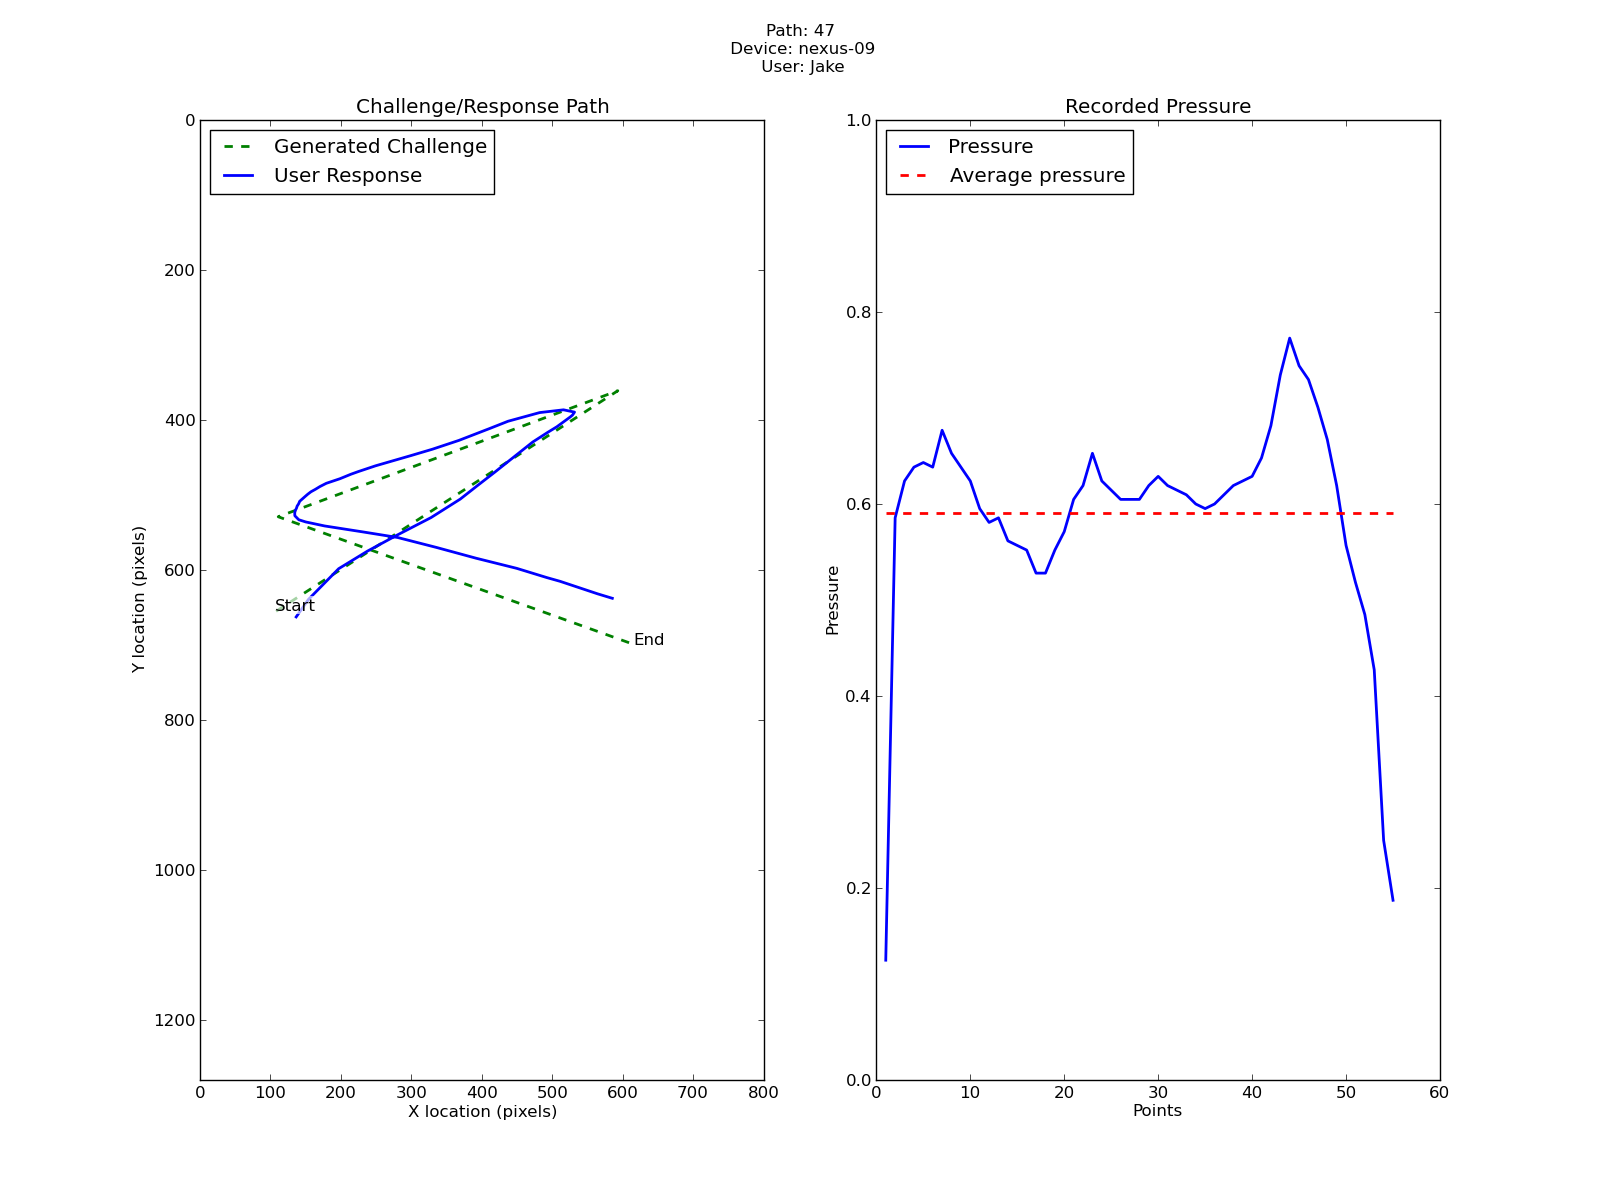 Path: 47
Device: nexus-09
User: Jake
Challenge/Response Path
Generated Challenge
User Response
0
200
400
600
800
1000
1200
Y location (pixels)
Start
End
0 100 200 300 400 500 600 700 800
X location (pixels)
Recorded Pressure
Pressure
Average pressure
1.0
0.8
0.6
0.4
0.2
0.0
Pressure
0 10 20 30 40 50 60
Points